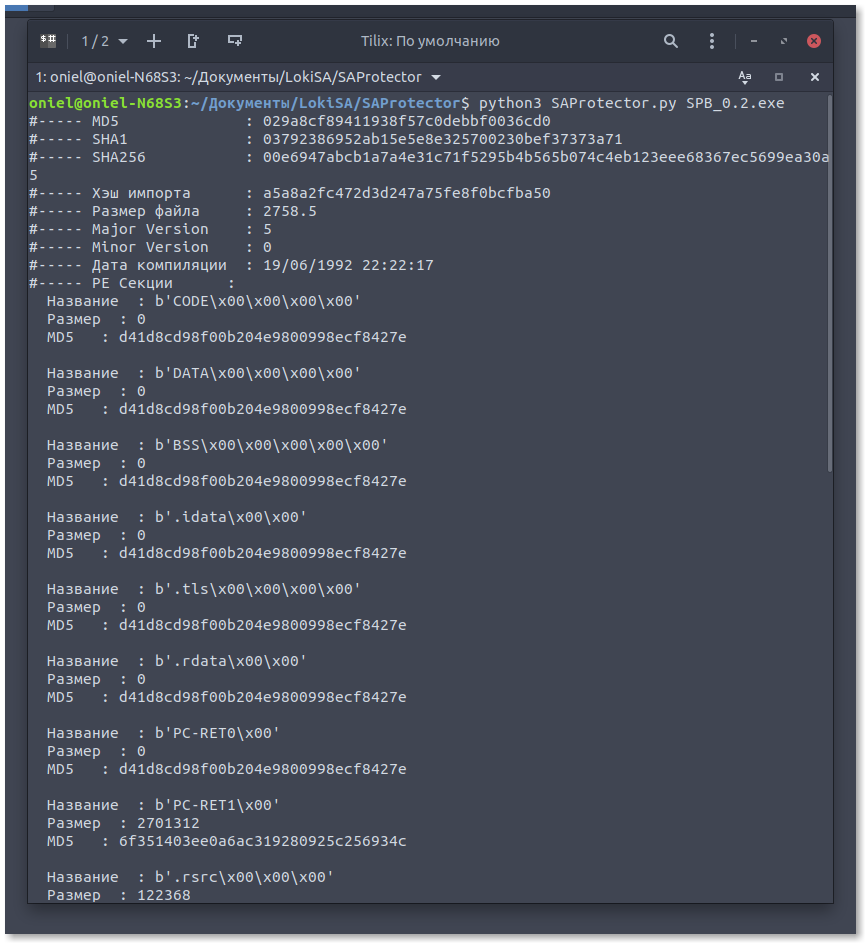 1 / 2
Tilix: По умолчанию
1: oniel@oniel-N68S3: ~/Документы/LokiSA/SAProtector
oniel@oniel-N68S3:~/Документы/LokiSA/SAProtector$ python3 SAProtector.py SPB_0.2.exe
#----- MD5 : 029a8cf89411938f57c0debbf0036cd0
#----- SHA1 : 03792386952ab15e5e8e325700230bef37373a71
#----- SHA256 : 00e6947abcb1a7a4e31c71f5295b4b565b074c4eb123eee68367ec5699ea30a
5
#----- Хэш импорта : a5a8a2fc472d3d247a75fe8f0bcfba50
#----- Размер файла : 2758.5
#----- Major Version : 5
#----- Minor Version : 0
#----- Дата компиляции : 19/06/1992 22:22:17
#----- PE Секции :
Название : b'CODE\x00\x00\x00\x00'
Размер : 0
MD5 : d41d8cd98f00b204e9800998ecf8427e
Название : b'DATA\x00\x00\x00\x00'
Размер : 0
MD5 : d41d8cd98f00b204e9800998ecf8427e
Название : b'BSS\x00\x00\x00\x00\x00'
Размер : 0
MD5 : d41d8cd98f00b204e9800998ecf8427e
Название : b'.idata\x00\x00'
Размер : 0
MD5 : d41d8cd98f00b204e9800998ecf8427e
Название : b'.tls\x00\x00\x00\x00'
Размер : 0
MD5 : d41d8cd98f00b204e9800998ecf8427e
Название : b'.rdata\x00\x00'
Размер : 0
MD5 : d41d8cd98f00b204e9800998ecf8427e
Название : b'PC-RET0\x00'
Размер : 0
MD5 : d41d8cd98f00b204e9800998ecf8427e
Название : b'PC-RET1\x00'
Размер : 2701312
MD5 : 6f351403ee0a6ac319280925c256934c
Название : b'.rsrc\x00\x00\x00'
Размер : 122368